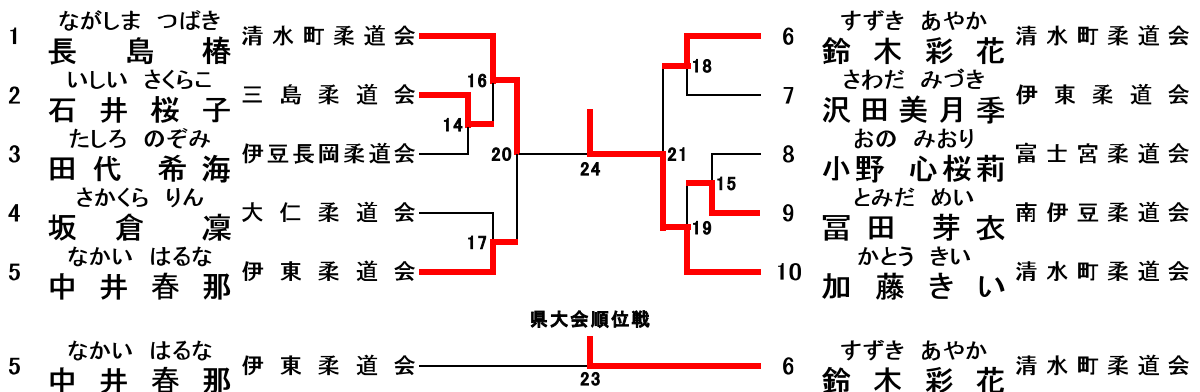 ながしま つばき
1 長島椿 清水町柔道会
いしい さくらこ
2 石井桜子 三島柔道会
たしろ のぞみ
3 田代希海 伊豆長岡柔道会
さかくら りん
4 坂倉凜 大仁柔道会
なかい はるな
5 中井春那 伊東柔道会
16
14
20
17
24
すずき あやか
6 鈴木彩花 清水町柔道会
さわだ みづき
7 沢田美月季 伊東柔道会
おの みおり
8 小野心桜莉 富士宮柔道会
とみだ めい
9 冨田芽衣 南伊豆柔道会
かとう きい
10 加藤きい 清水町柔道会
18
21
15
19
県大会順位戦
なかい はるな
5 中井春那 伊東柔道会
23
すずき あやか
6 鈴木彩花 清水町柔道会